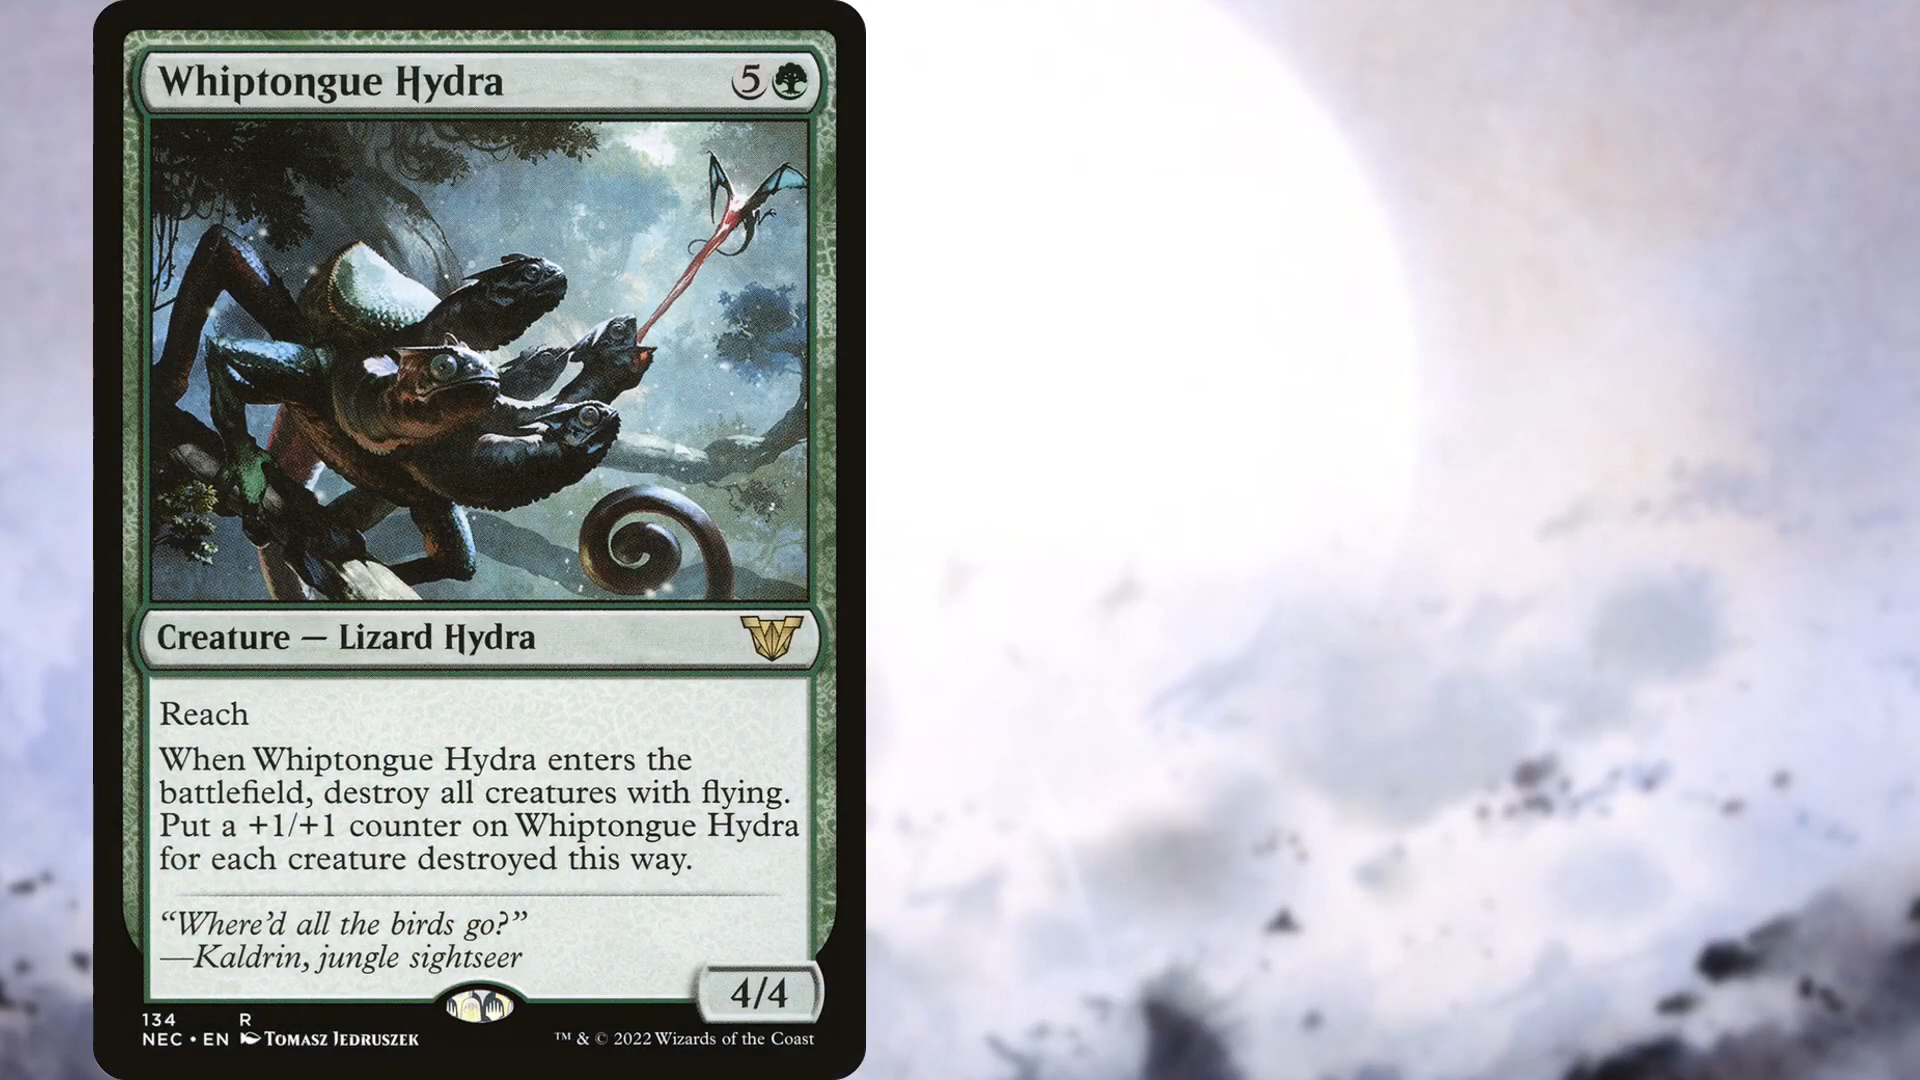 Whiptongue Hydra 5
Creature — Lizard Hydra
Reach
When Whiptongue Hydra enters the
battlefield, destroy all creatures with flying.
Put a +1/+1 counter on Whiptongue Hydra
for each creature destroyed this way.
“Where’d all the birds go?”
—Kaldrin, jungle sightseer
4/4
134 R
NEC • EN Tomasz Jedruszek
™ & © 2022 Wizards of the Coast